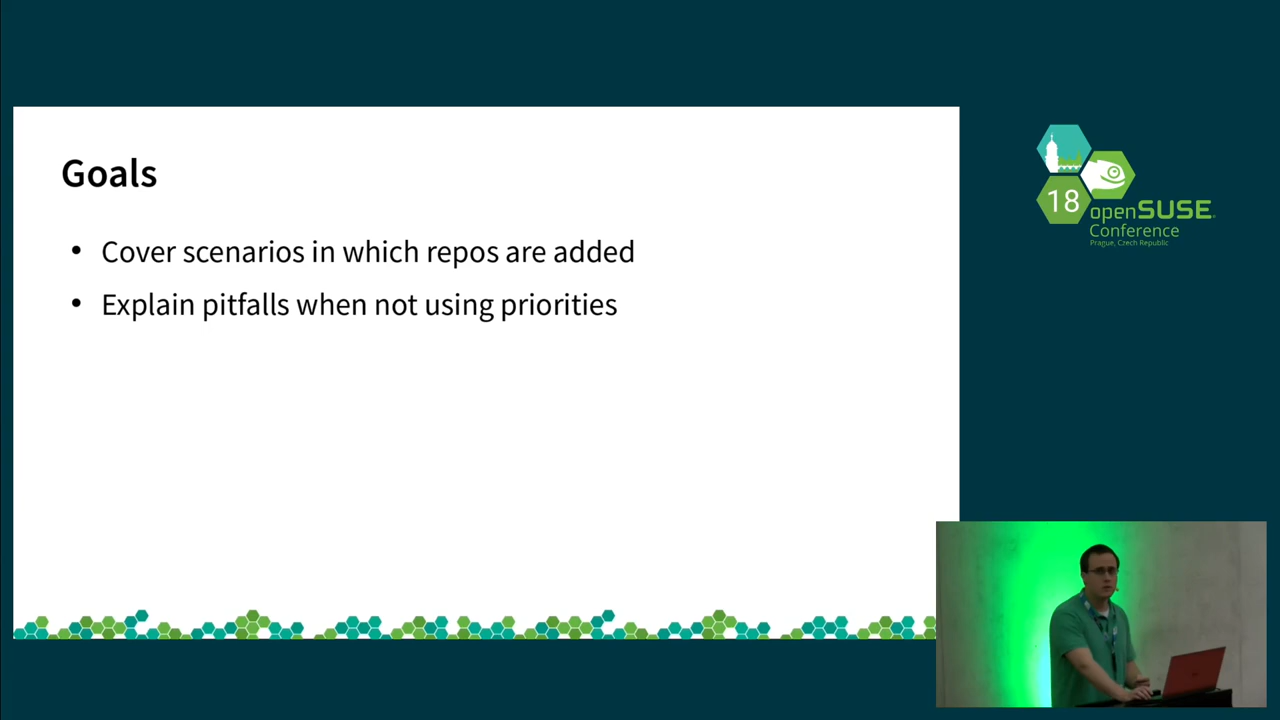 Goals
• Cover scenarios in which repos are added
• Explain pitfalls when not using priorities
18
openSUSE
Conference
Prague, Czech Republic